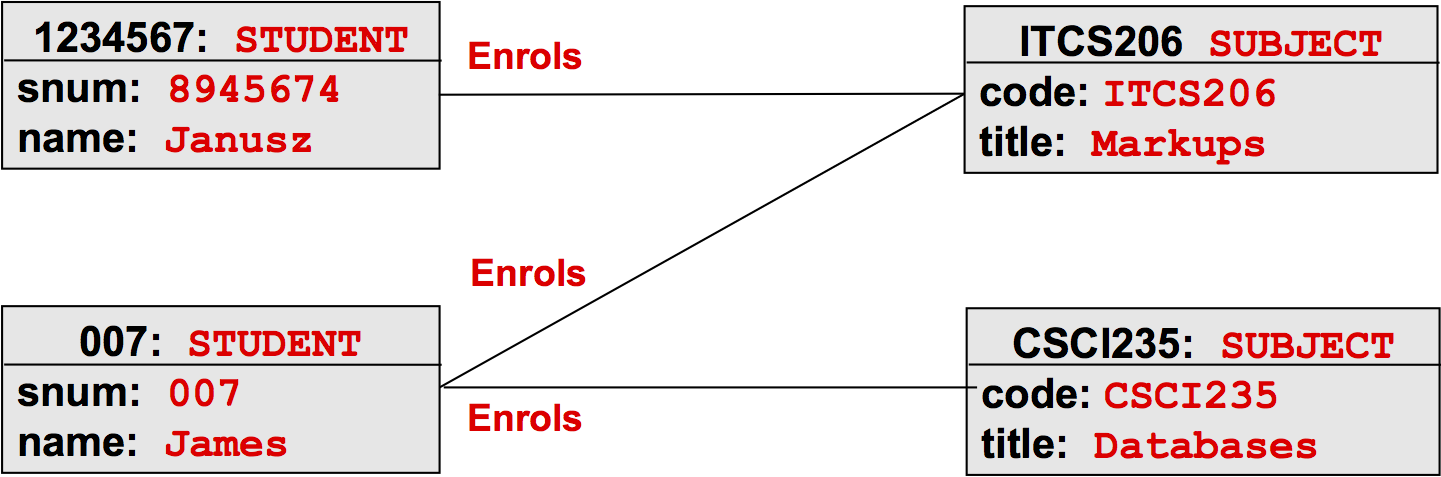 1234567: STUDENT
snum: 8945674
name: Janusz
Enrols
ITCS206 SUBJECT
code: ITCS206
title: Markups
Enrols
007: STUDENT
snum: 007
name: James
Enrols
CSCI235: SUBJECT
code: CSCI235
title: Databases